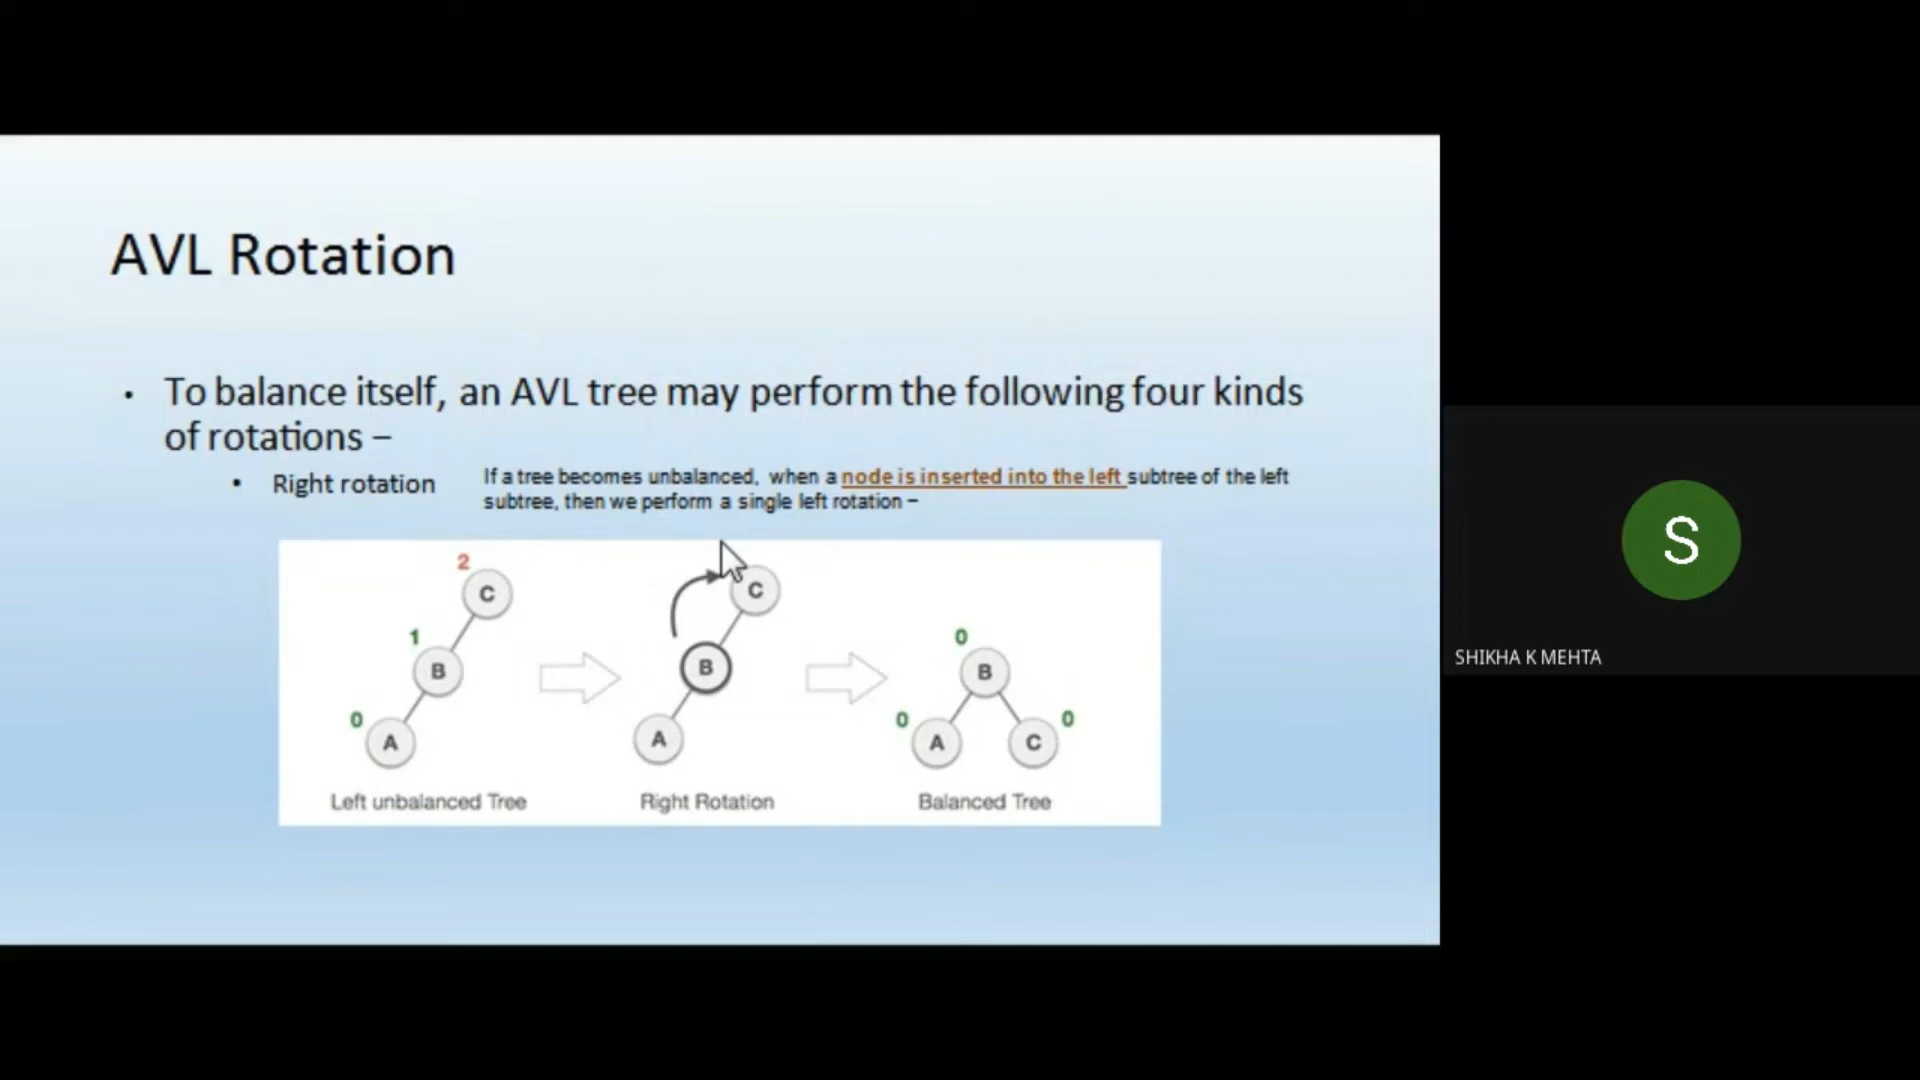 AVL Rotation
• To balance itself, an AVL tree may perform the following four kinds
of rotations –
• Right rotation
If a tree becomes unbalanced, when a node is inserted into the left subtree of the left
subtree, then we perform a single left rotation –
2
C
1
B
0
A
Left unbalanced Tree
C
B
A
Right Rotation
0
B
0
A
C
0
Balanced Tree
S
SHIKHA K MEHTA